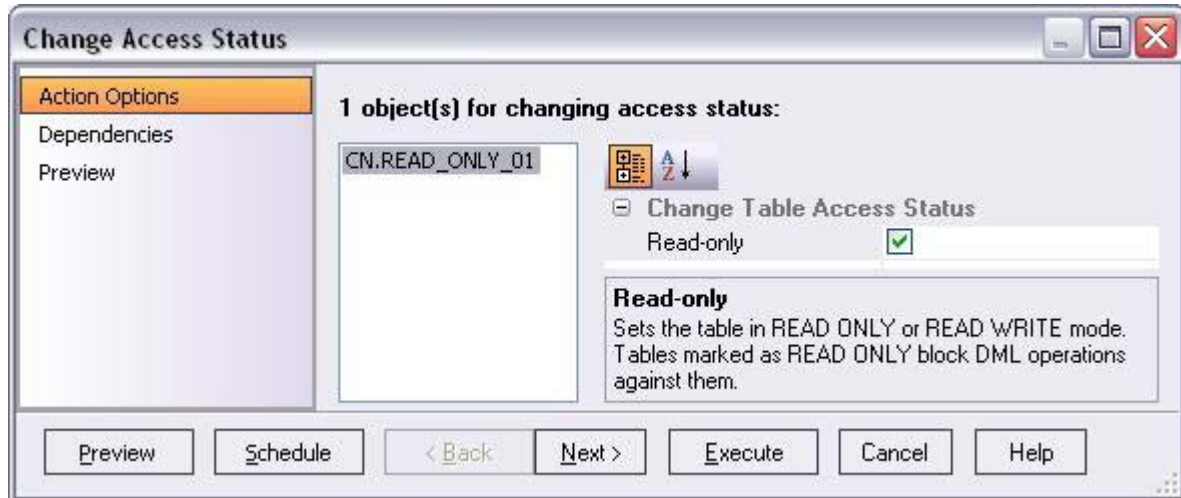 Change Access Status
Action Options
Dependencies
Preview
1 object(s) for changing access status:
CN.READ_ONLY_01
A
Z
Change Table Access Status
Read-only
Read-only
Sets the table in READ ONLY or READ WRITE mode.
Tables marked as READ ONLY block DML operations
against them.
Preview
Schedule
< Back
Next >
Execute
Cancel
Help